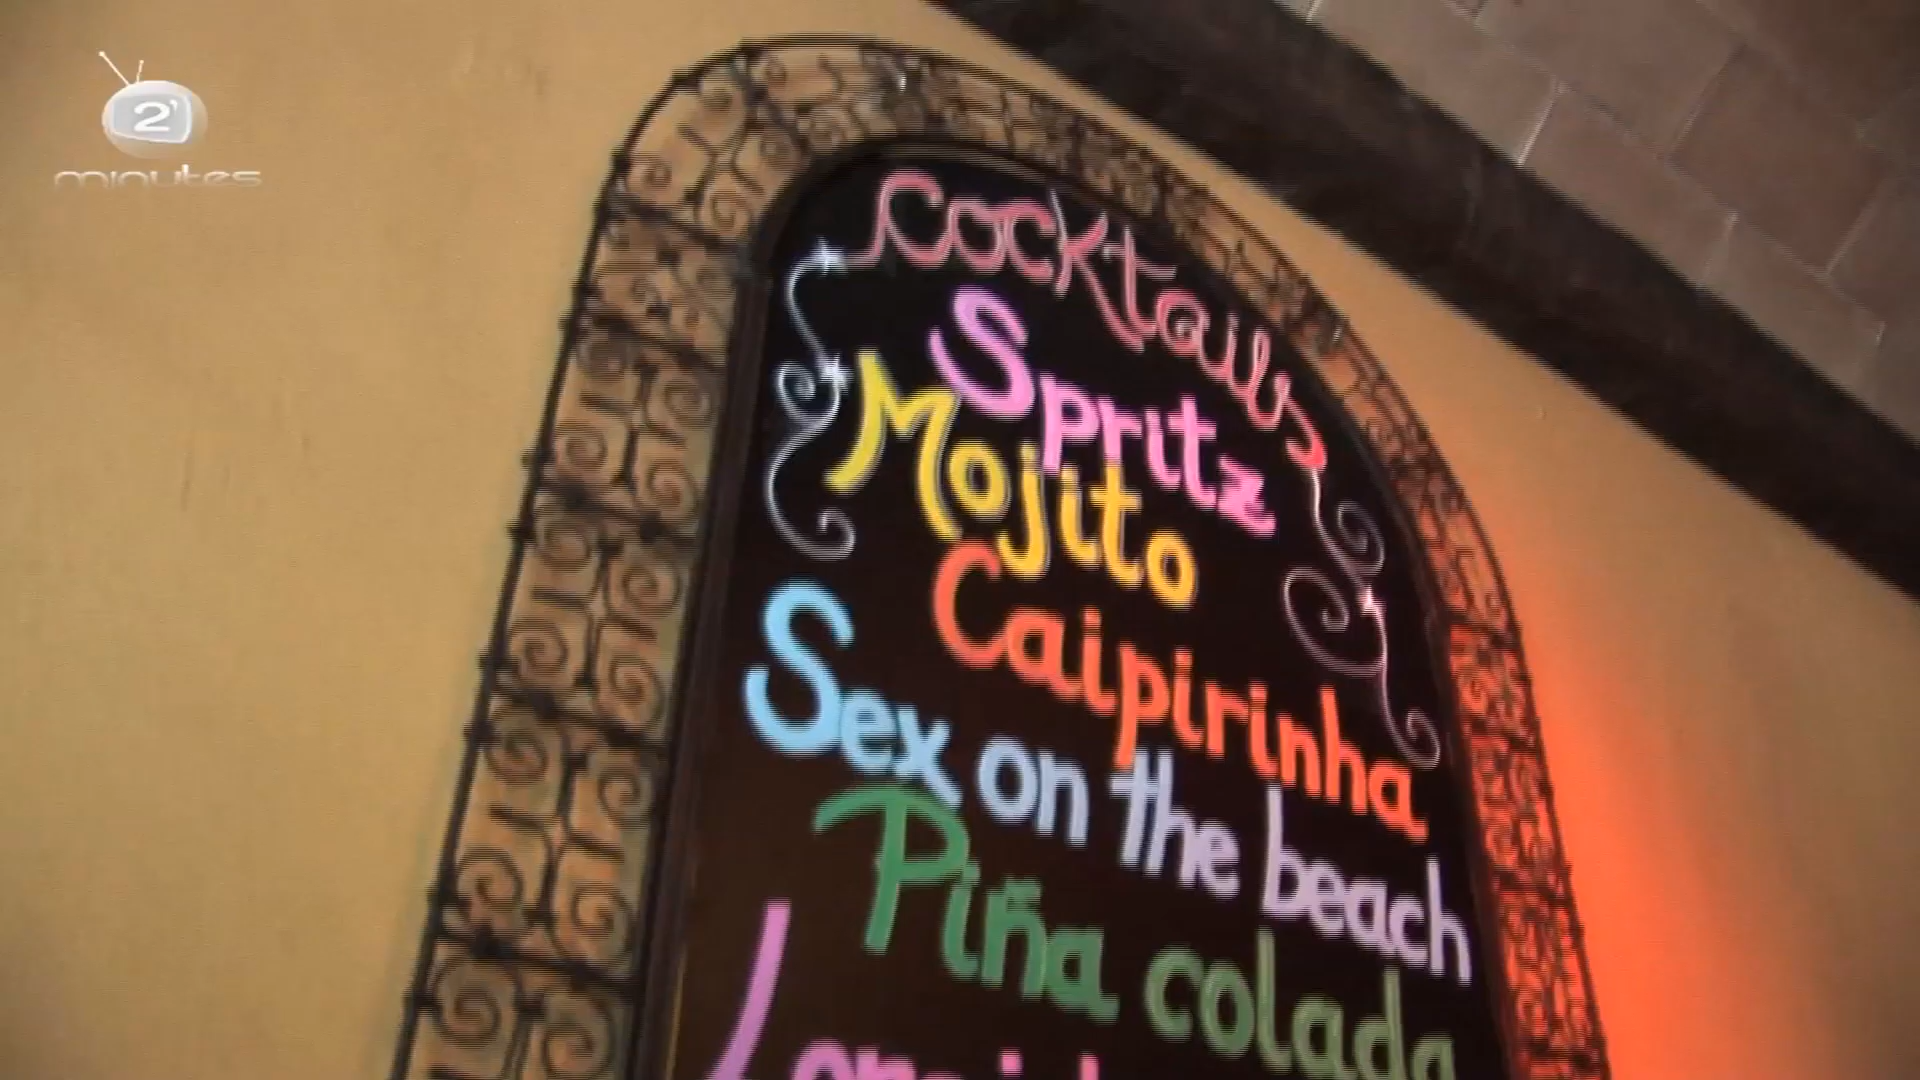 2'
minutes
Cocktails
Spritz
Mojito
Caipirinha
Sex on the beach
Piña colada